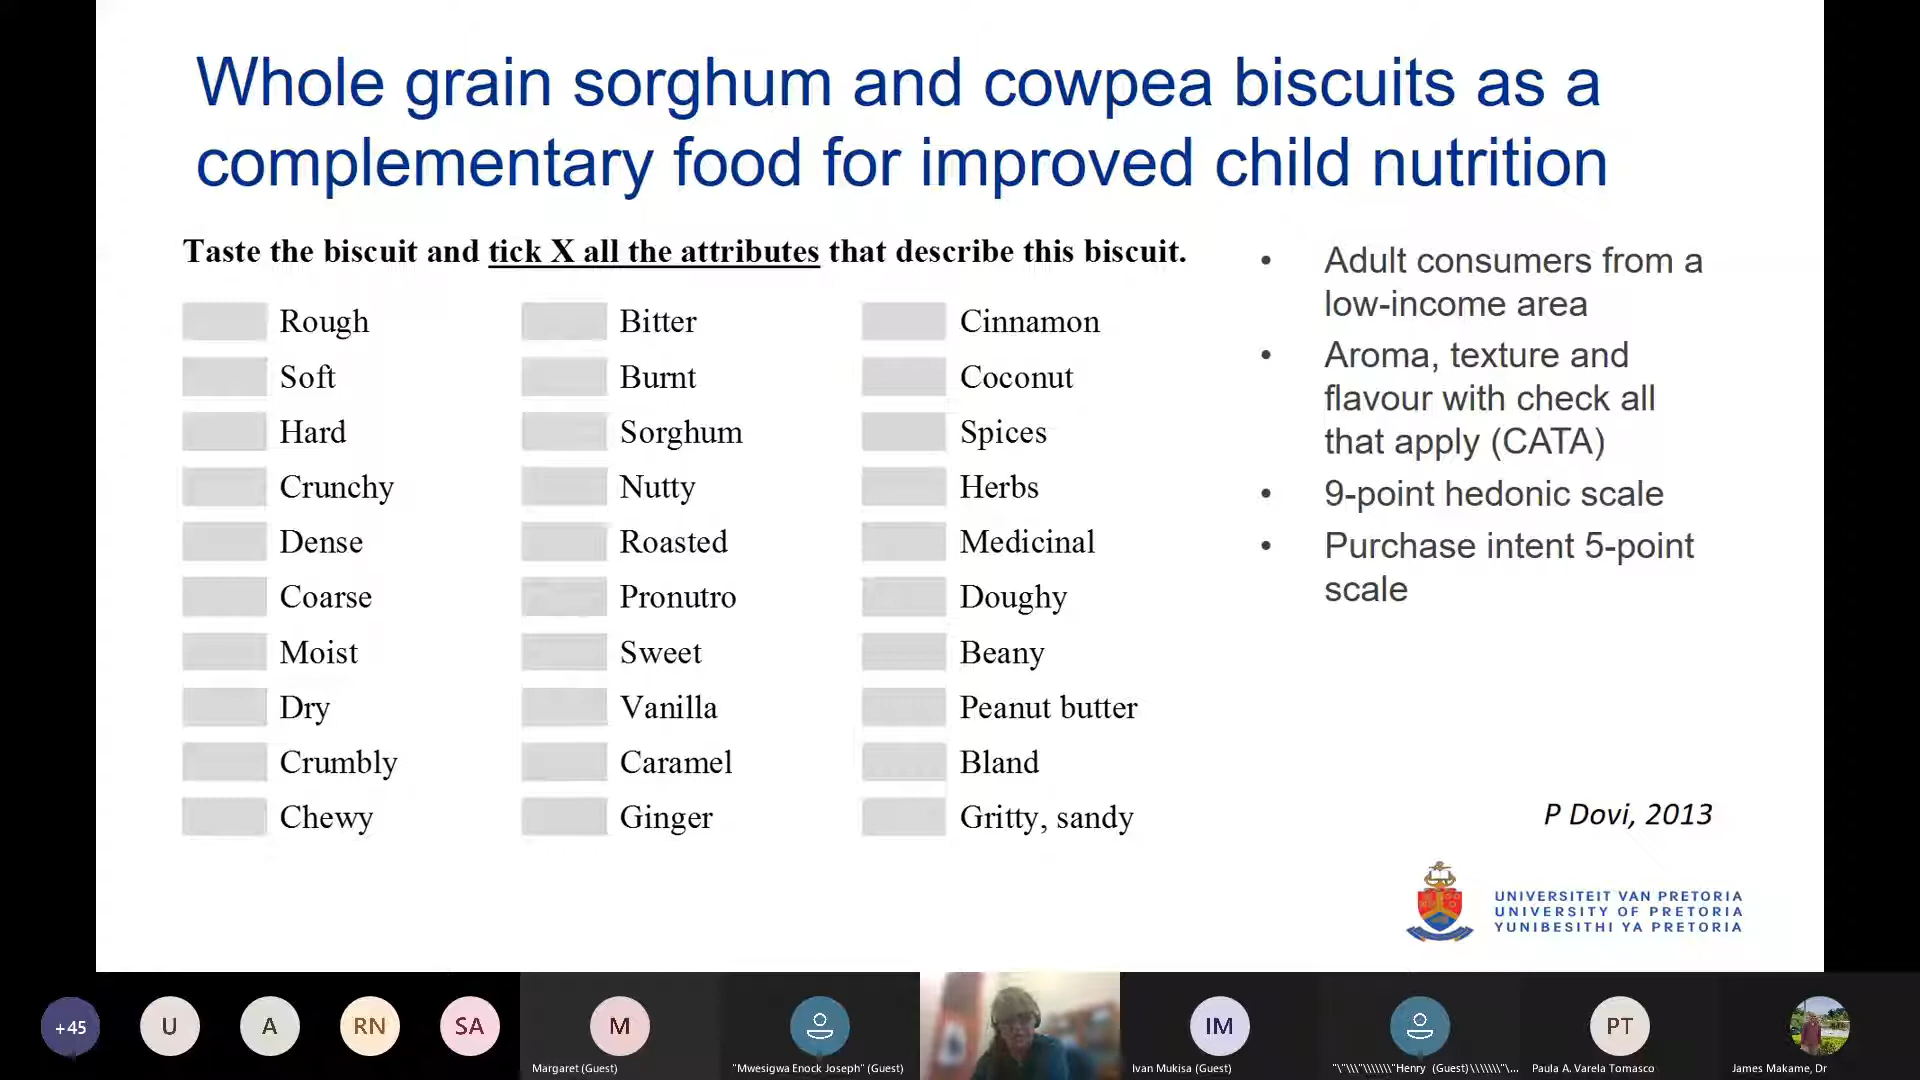 Whole grain sorghum and cowpea biscuits as a
complementary food for improved child nutrition
Taste the biscuit and tick X all the attributes that describe this biscuit.
Rough
Soft
Hard
Crunchy
Dense
Coarse
Moist
Dry
Crumbly
Chewy
Bitter
Burnt
Sorghum
Nutty
Roasted
Pronutro
Sweet
Vanilla
Caramel
Ginger
Cinnamon
Coconut
Spices
Herbs
Medicinal
Doughy
Beany
Peanut butter
Bland
Gritty, sandy
• Adult consumers from a
low-income area
• Aroma, texture and
flavour with check all
that apply (CATA)
• 9-point hedonic scale
• Purchase intent 5-point
scale
P Dovi, 2013
UNIVERSITEIT VAN PRETORIA
UNIVERSITY OF PRETORIA
YUNIBESITHI YA PRETORIA
+45
U
A
RN
SA
M
IM
PT
Margaret (Guest)
"Mwesigwa Enock Joseph" (Guest)
Ivan Mukisa (Guest)
"\"\\\"\\\\\\\"Henry (Guest)\\\\\\\"\...
Paula A. Varela Tomasco
James Makame, Dr